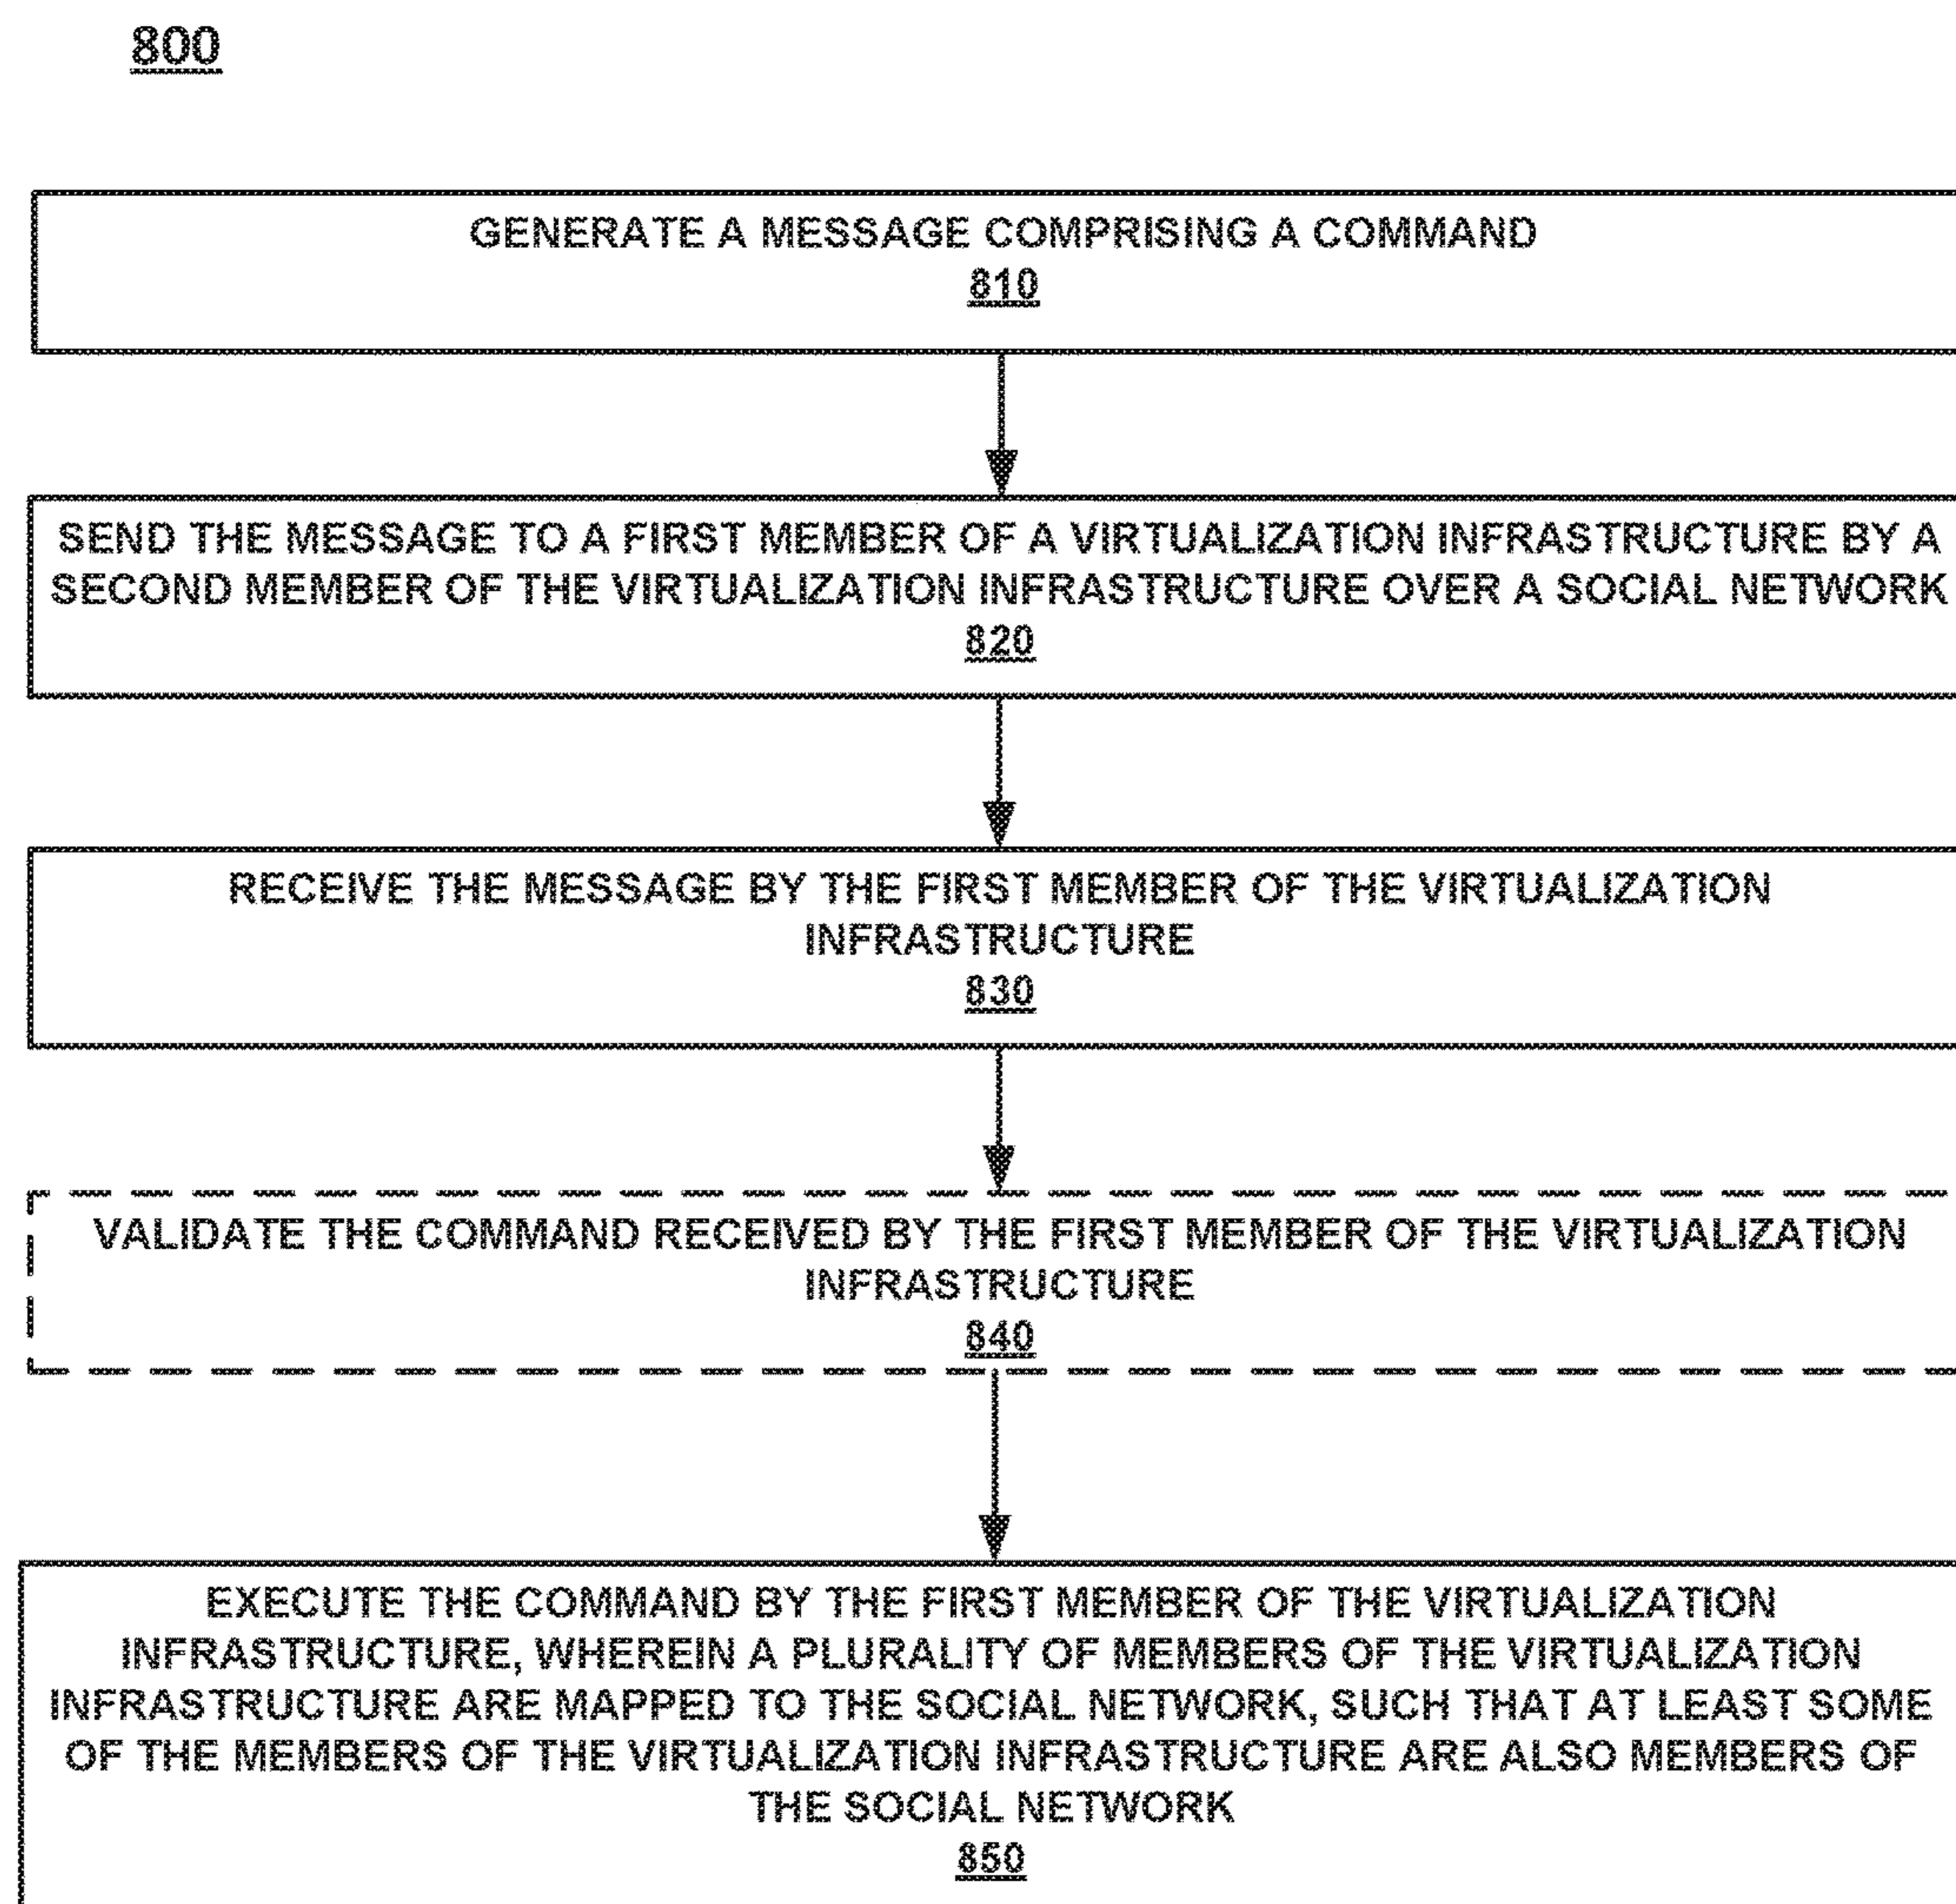 800
GENERATE A MESSAGE COMPRISING A COMMAND
810
SEND THE MESSAGE TO A FIRST MEMBER OF A VIRTUALIZATION INFRASTRUCTURE BY A
SECOND MEMBER OF THE VIRTUALIZATION INFRASTRUCTURE OVER A SOCIAL NETWORK
820
RECEIVE THE MESSAGE BY THE FIRST MEMBER OF THE VIRTUALIZATION
INFRASTRUCTURE
830
VALIDATE THE COMMAND RECEIVED BY THE FIRST MEMBER OF THE VIRTUALIZATION
INFRASTRUCTURE
840
EXECUTE THE COMMAND BY THE FIRST MEMBER OF THE VIRTUALIZATION
INFRASTRUCTURE, WHEREIN A PLURALITY OF MEMBERS OF THE VIRTUALIZATION
INFRASTRUCTURE ARE MAPPED TO THE SOCIAL NETWORK, SUCH THAT AT LEAST SOME
OF THE MEMBERS OF THE VIRTUALIZATION INFRASTRUCTURE ARE ALSO MEMBERS OF
THE SOCIAL NETWORK
850